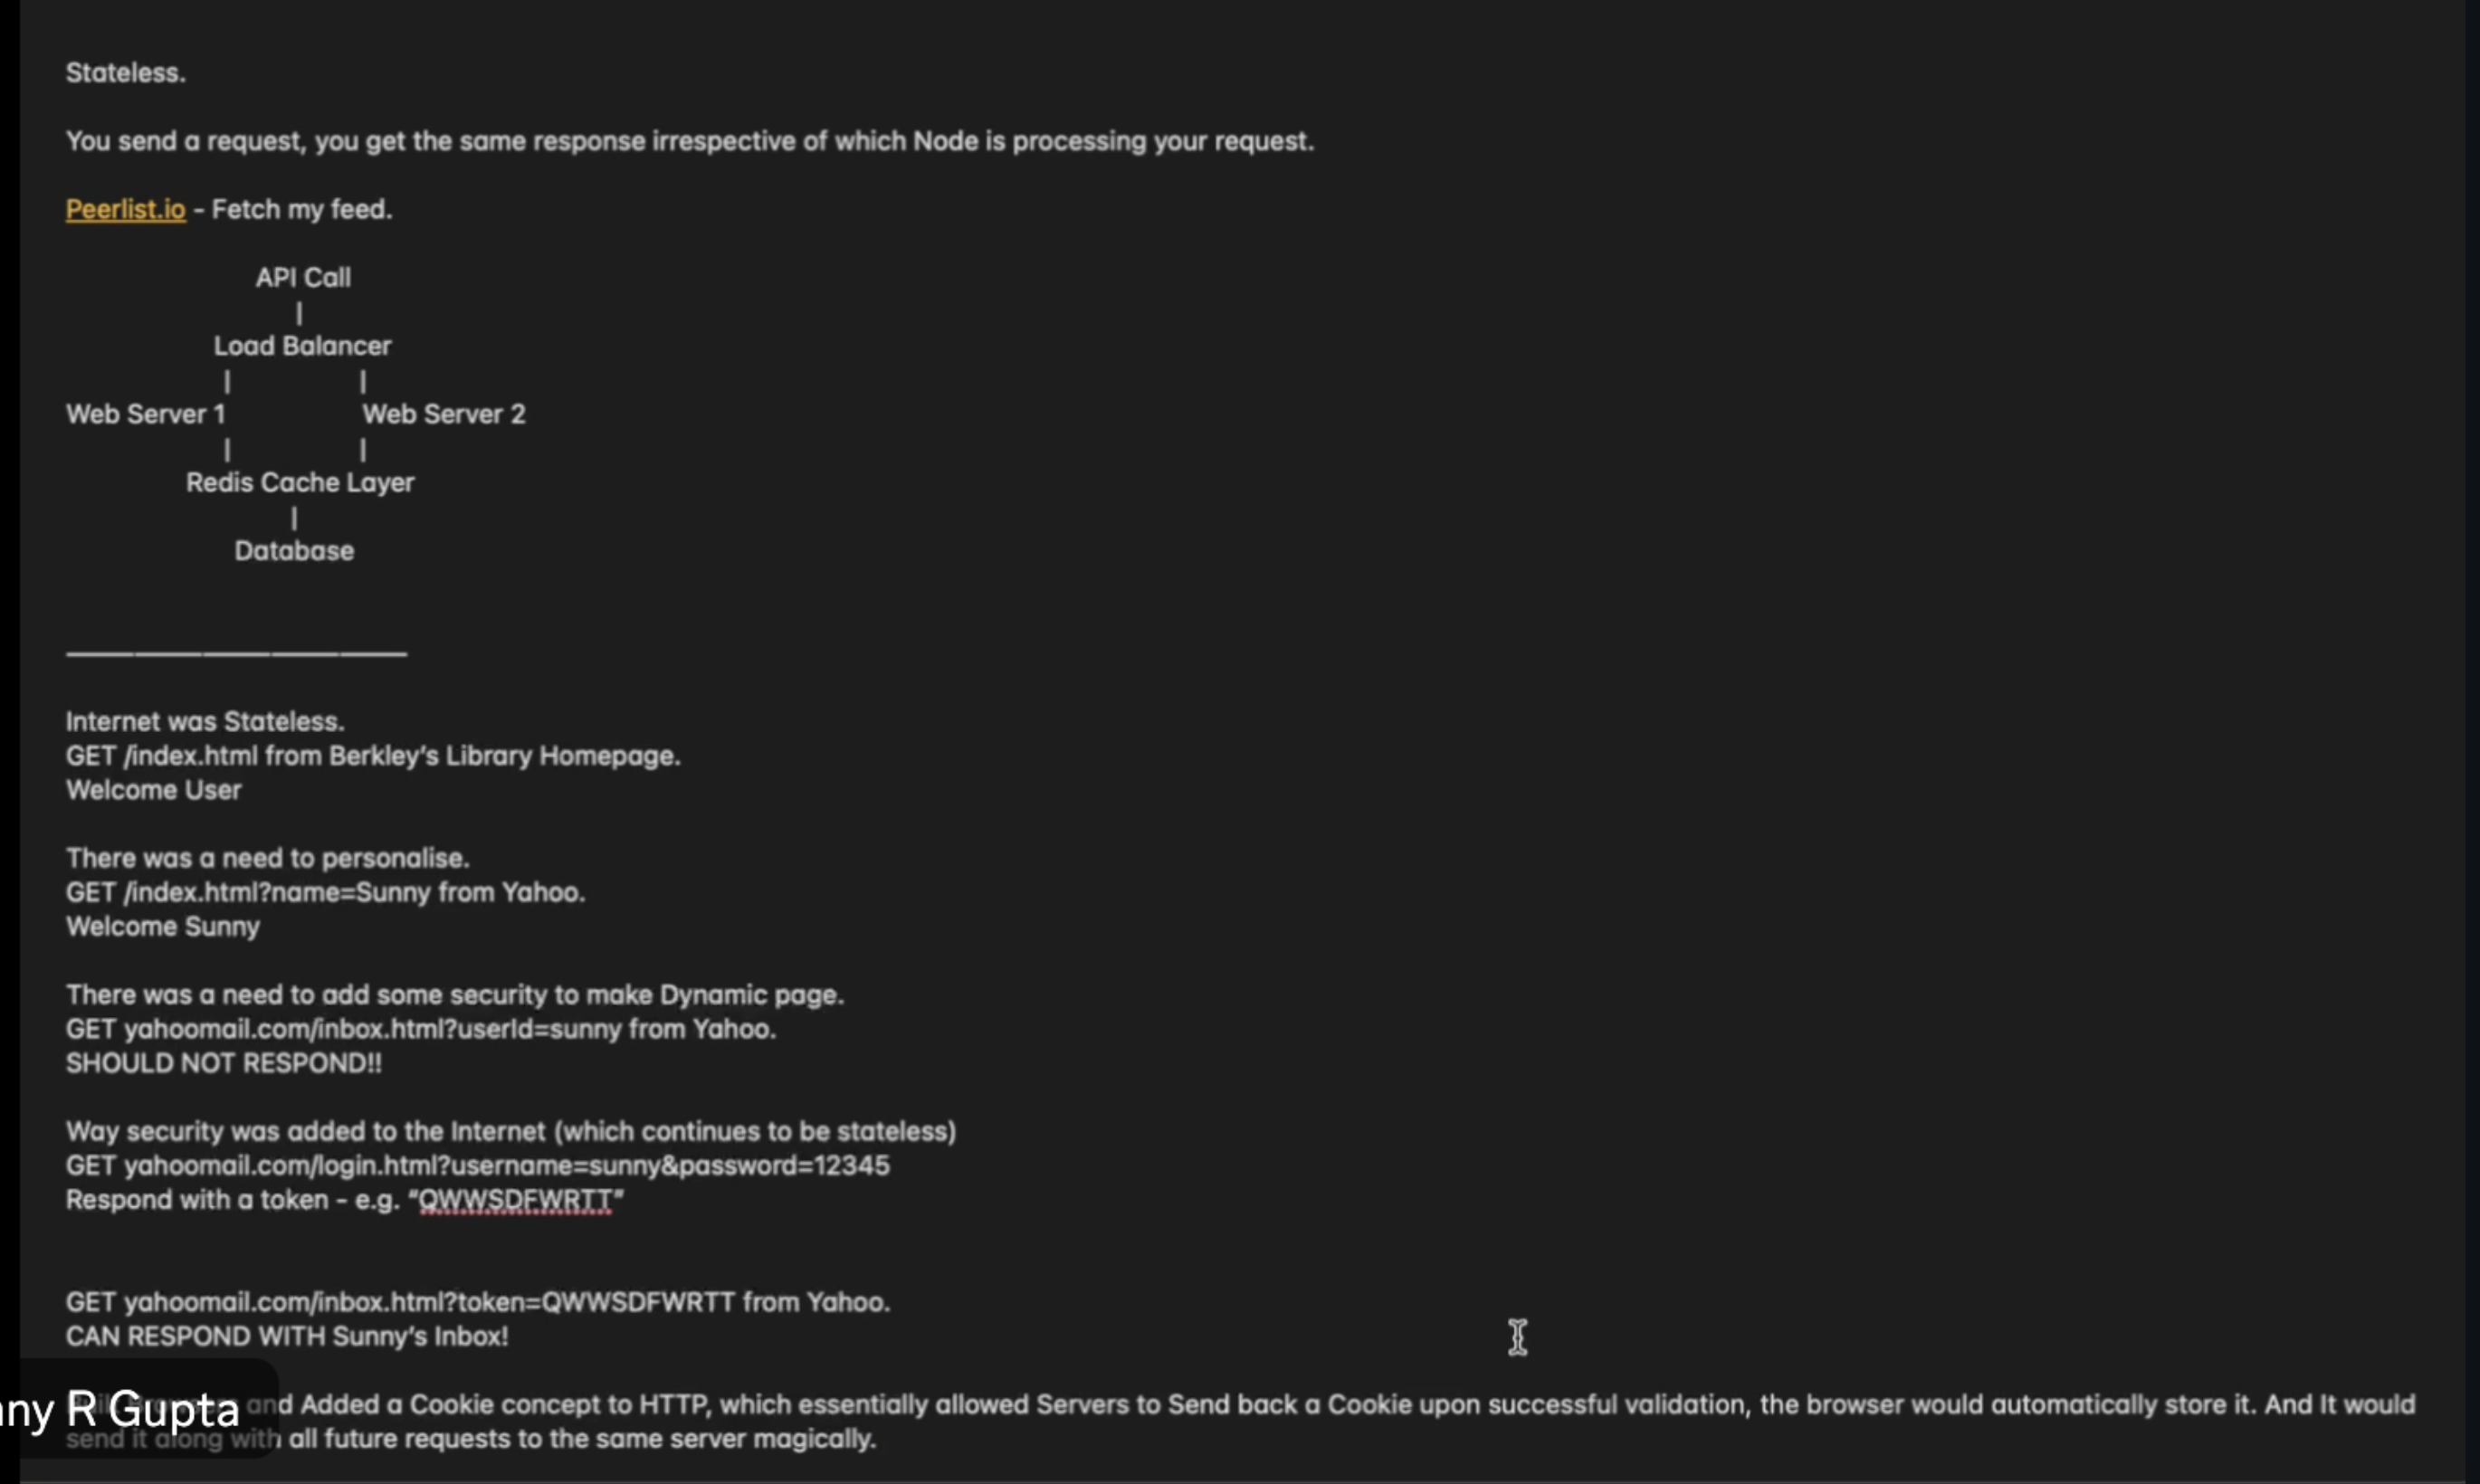 Stateless.
You send a request, you get the same response irrespective of which Node is processing your request.
Peerlist.io - Fetch my feed.
API Call
|
Load Balancer
| |
Web Server 1 Web Server 2
| |
Redis Cache Layer
|
Database
—————
Internet was Stateless.
GET /index.html from Berkley’s Library Homepage.
Welcome User
There was a need to personalise.
GET /index.html?name=Sunny from Yahoo.
Welcome Sunny
There was a need to add some security to make Dynamic page.
GET yahoomail.com/inbox.html?userId=sunny from Yahoo.
SHOULD NOT RESPOND!!
Way security was added to the Internet (which continues to be stateless)
GET yahoomail.com/login.html?username=sunny&password=12345
Respond with a token - e.g. “QWWSDFWRTT”
GET yahoomail.com/inbox.html?token=QWWSDFWRTT from Yahoo.
CAN RESPOND WITH Sunny’s Inbox!
and Added a Cookie concept to HTTP, which essentially allowed Servers to Send back a Cookie upon successful validation, the browser would automatically store it. And It would
send it along with all future requests to the same server magically.
nny R Gupta